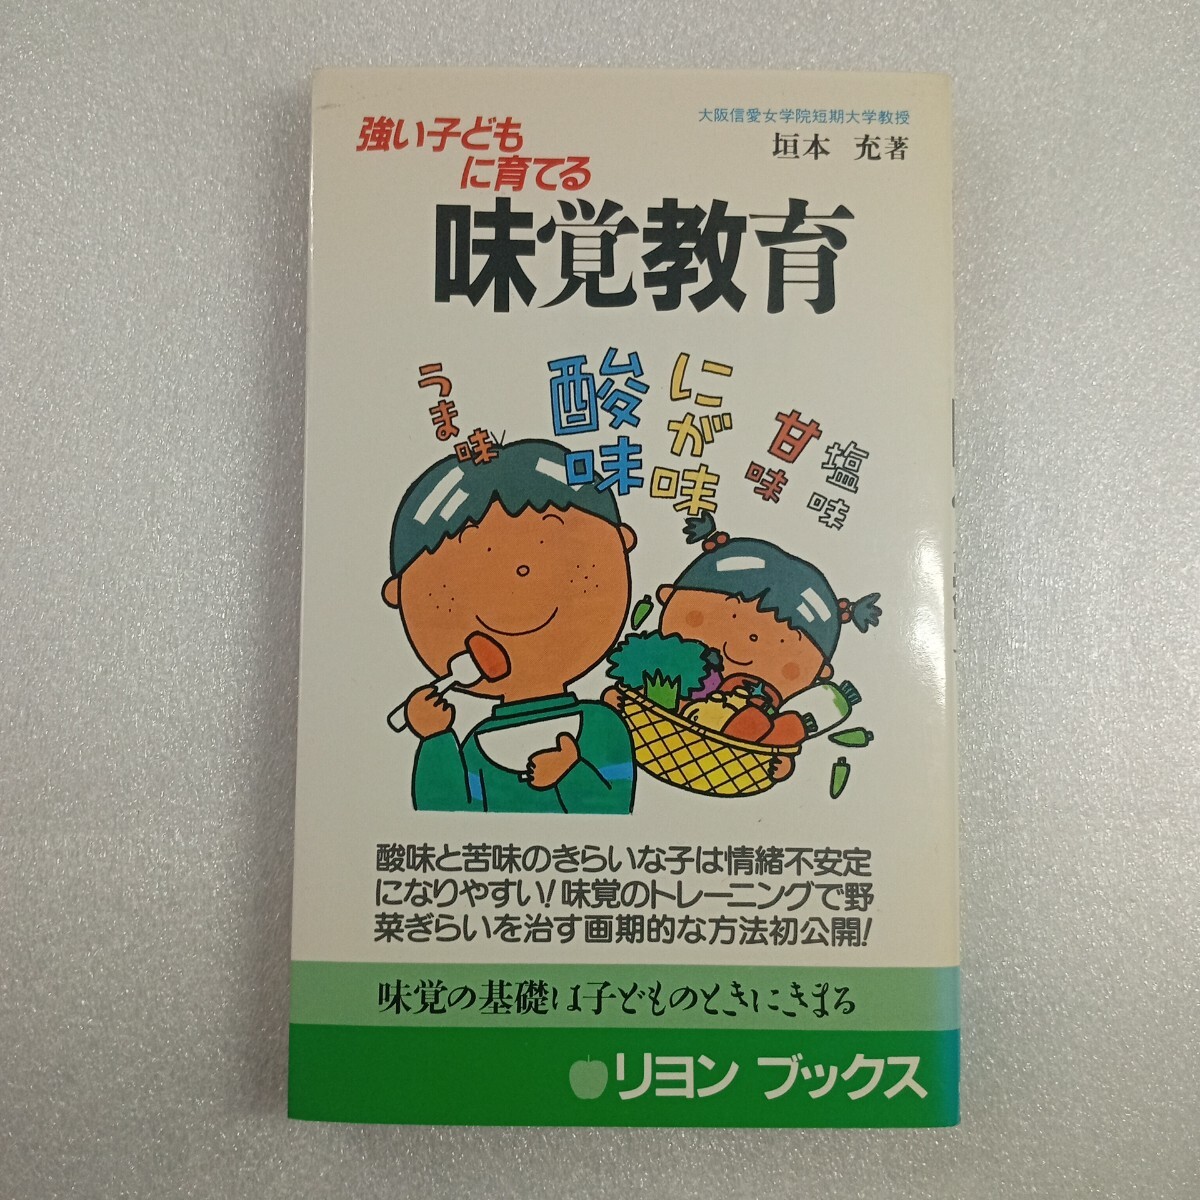 大阪信愛女学院短期大学教授
垣本 充著
強い子ども
に育てる
味覚教育
うま味
酸味
にが味
甘味
塩味
酸味と苦味のきらいな子は情緒不安定
になりやすい！味覚のトレーニングで野
菜ぎらいを治す画期的な方法初公開！
味覚の基礎は子どものときにきまる
リヨン ブックス